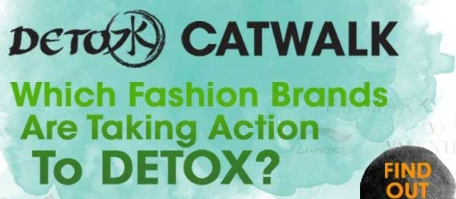 DETOX CATWALK
Which Fashion Brands
Are Taking Action
To DETOX?
FIND
OUT